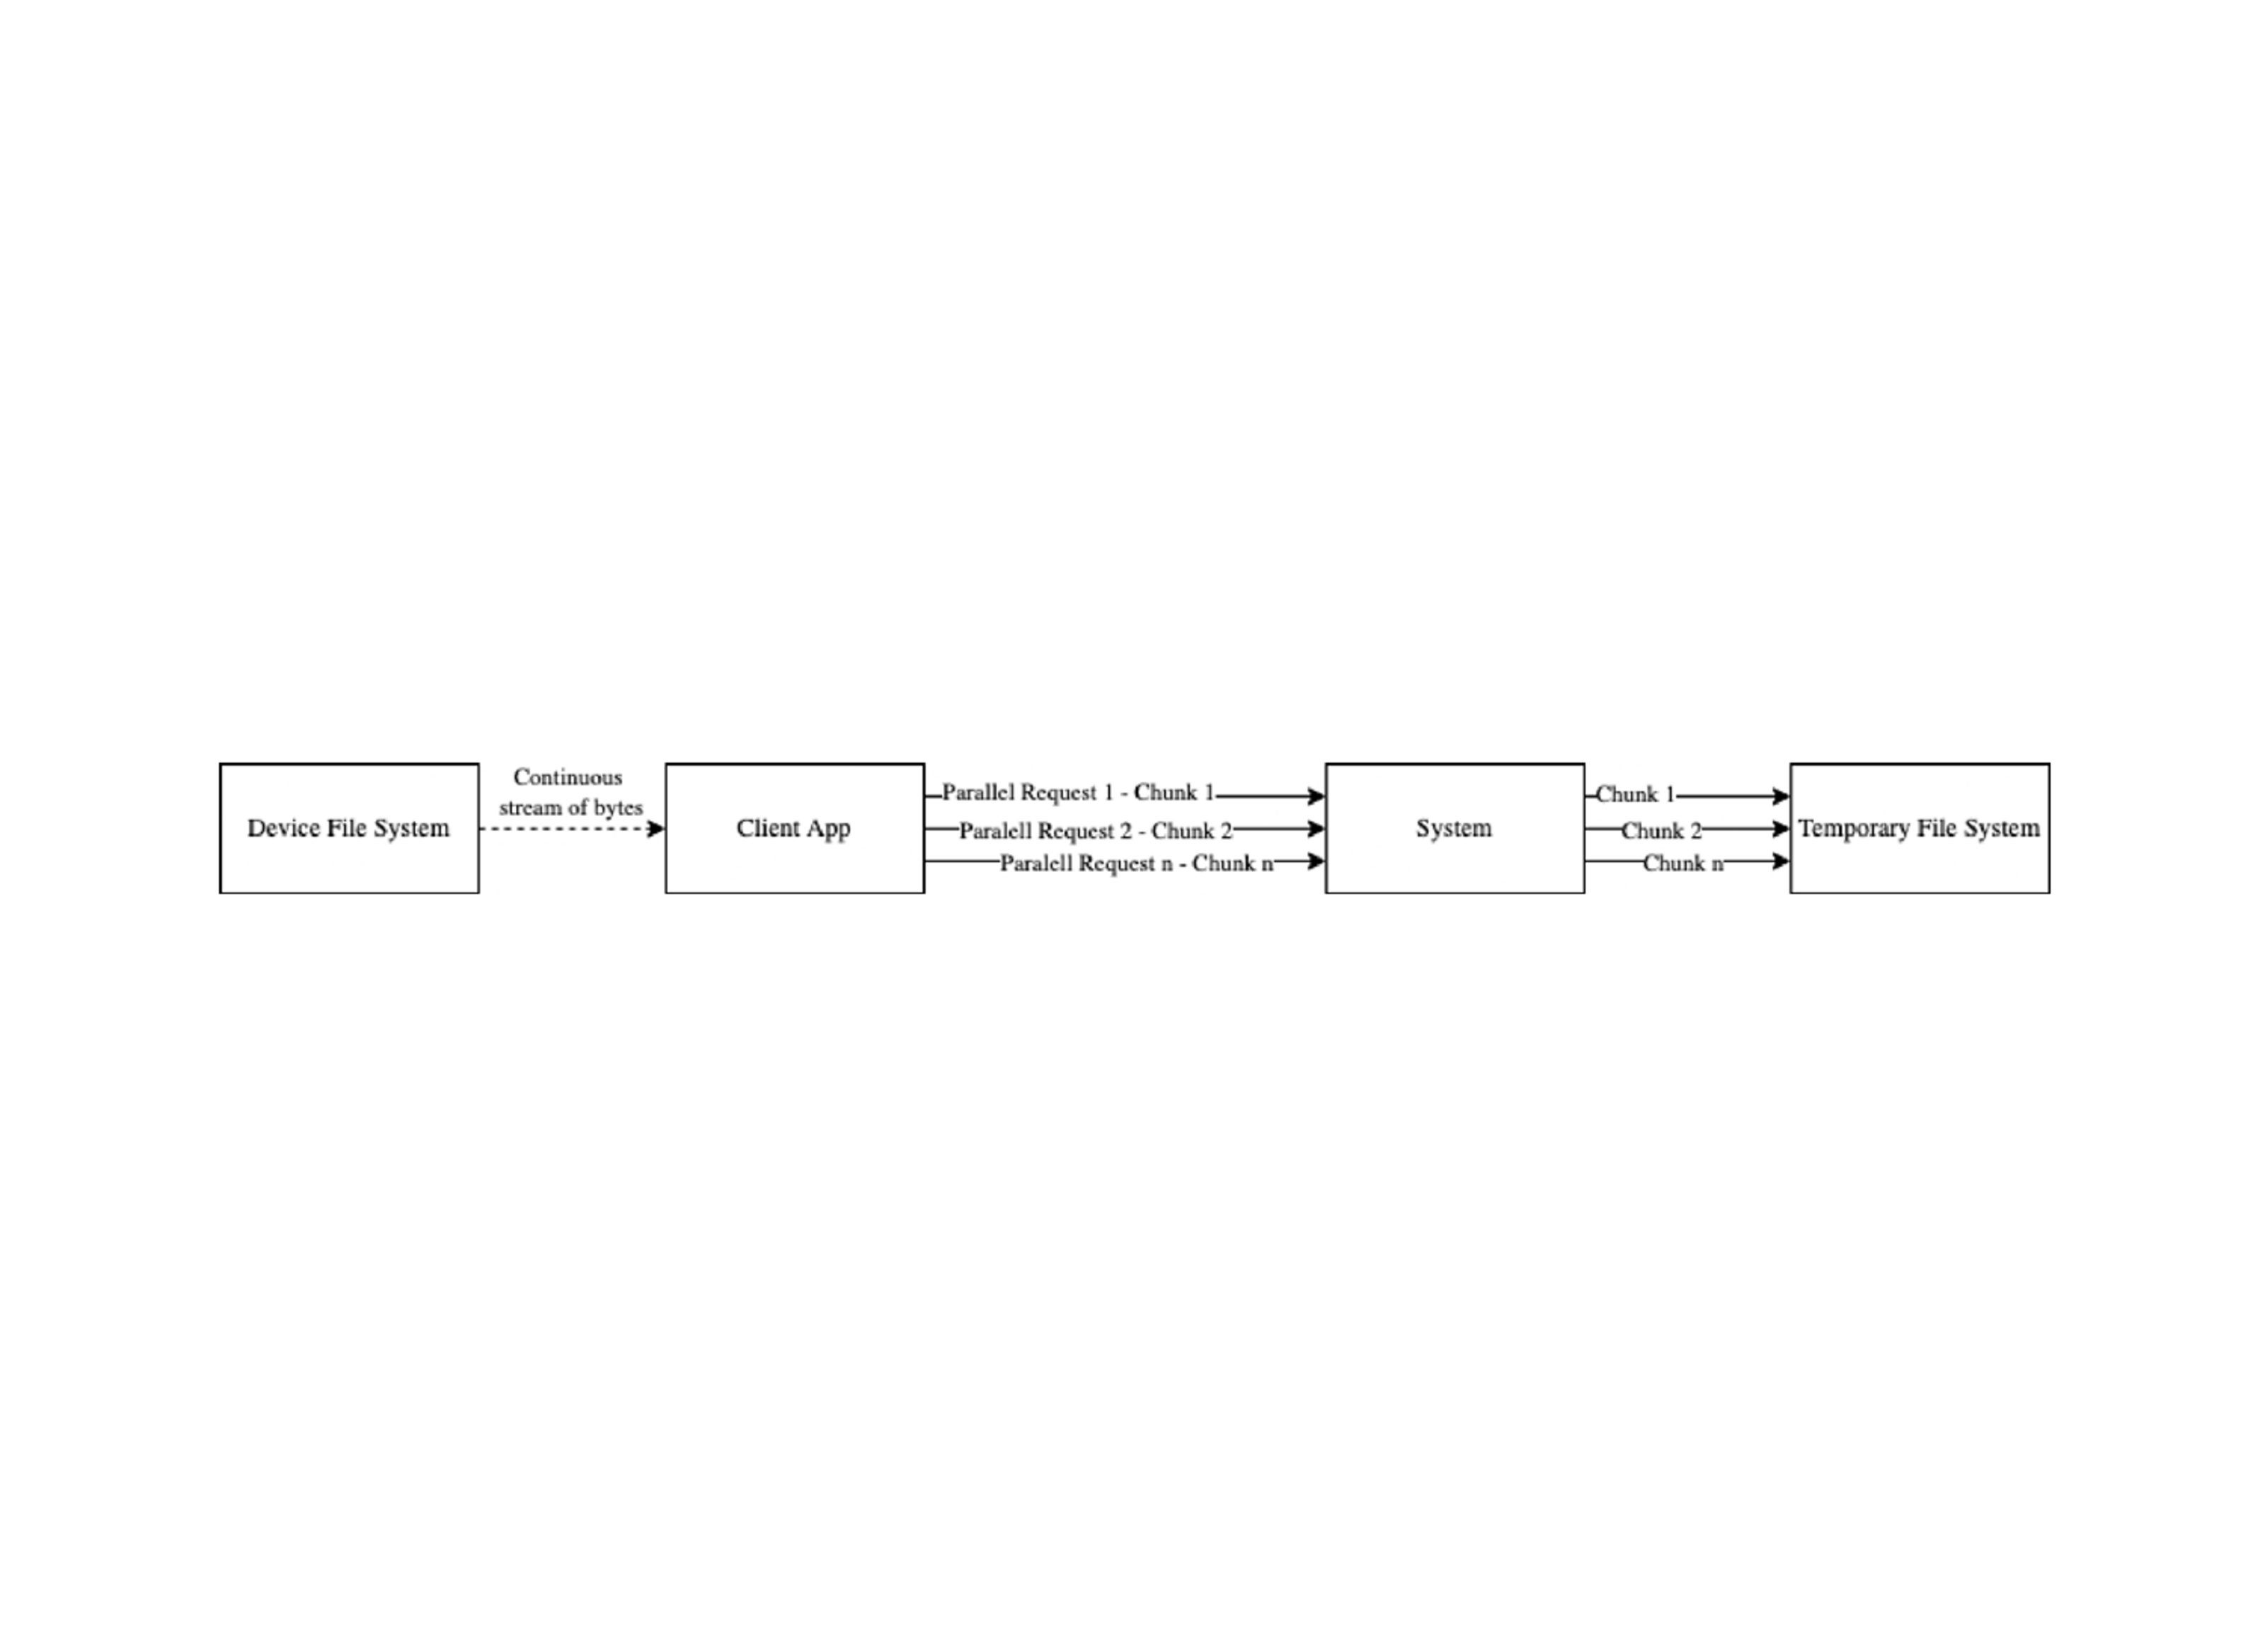 Device File System
Continuous
stream of bytes
Client App
Parallel Request 1 - Chunk 1
Paralell Request 2 - Chunk 2
Paralell Request n - Chunk n
System
Chunk 1
Chunk 2
Chunk n
Temporary File System